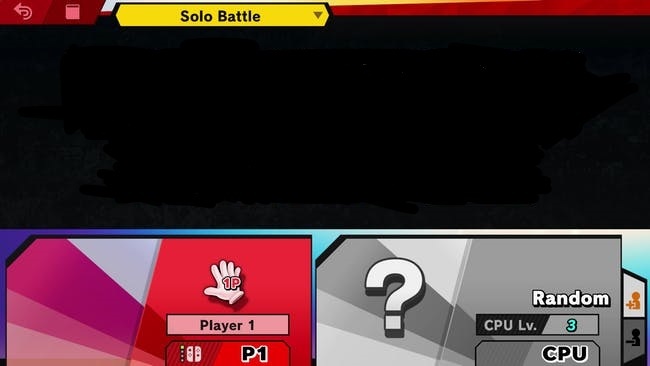 Solo Battle
1P
Player 1
P1
?
Random
CPU Lv. 3
CPU